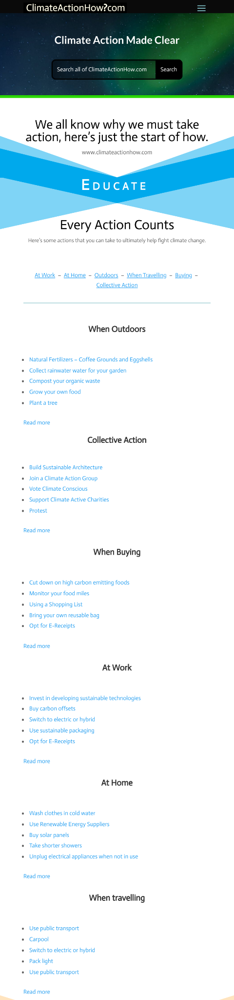 ClimateActionHow?com
Climate Action Made Clear
Search all of ClimateActionHow.com
Search
We all know why we must take
action, here's just the start of how.
www.climateactionhow.com
EDUCATE
Every Action Counts
Here's some actions that you can take to ultimately help fight climate change.
At Work – At Home – Outdoors – When Travelling – Buying –
Collective Action
When Outdoors
• Natural Fertilizers – Coffee Grounds and Eggshells
• Collect rainwater water for your garden
• Compost your organic waste
• Grow your own food
• Plant a tree
Read more
Collective Action
• Build Sustainable Architecture
• Join a Climate Action Group
• Vote Climate Conscious
• Support Climate Active Charities
• Protest
Read more
When Buying
• Cut down on high carbon emitting foods
• Monitor your food miles
• Using a Shopping List
• Bring your own reusable bag
• Opt for E-Receipts
Read more
At Work
• Invest in developing sustainable technologies
• Buy carbon offsets
• Switch to electric or hybrid
• Use sustainable packaging
• Opt for E-Receipts
Read more
At Home
• Wash clothes in cold water
• Use Renewable Energy Suppliers
• Buy solar panels
• Take shorter showers
• Unplug electrical appliances when not in use
Read more
When travelling
• Use public transport
• Carpool
• Switch to electric or hybrid
• Pack light
• Use public transport
Read more